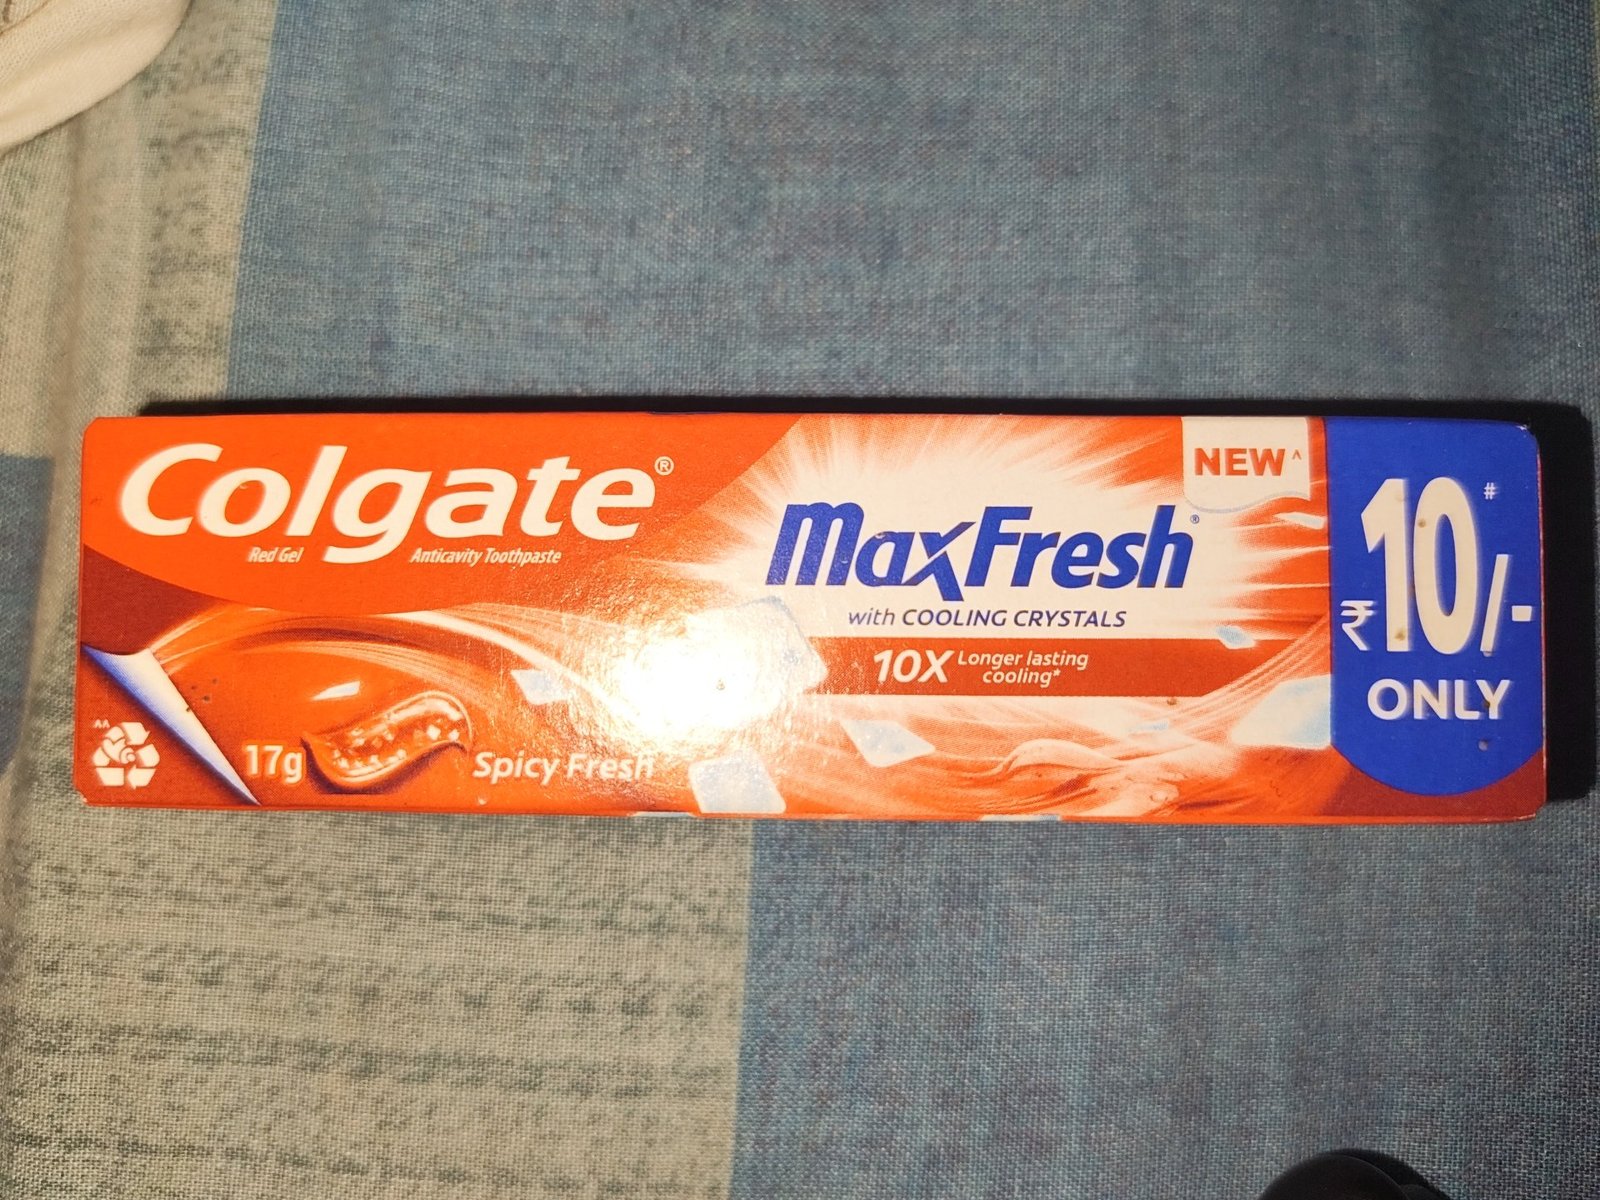 Colgate®
Red Gel Anticavity Toothpaste
NEW^
MaxFresh®
with COOLING CRYSTALS
10X Longer lasting
cooling*
AA
17g Spicy Fresh
₹10/-#
ONLY